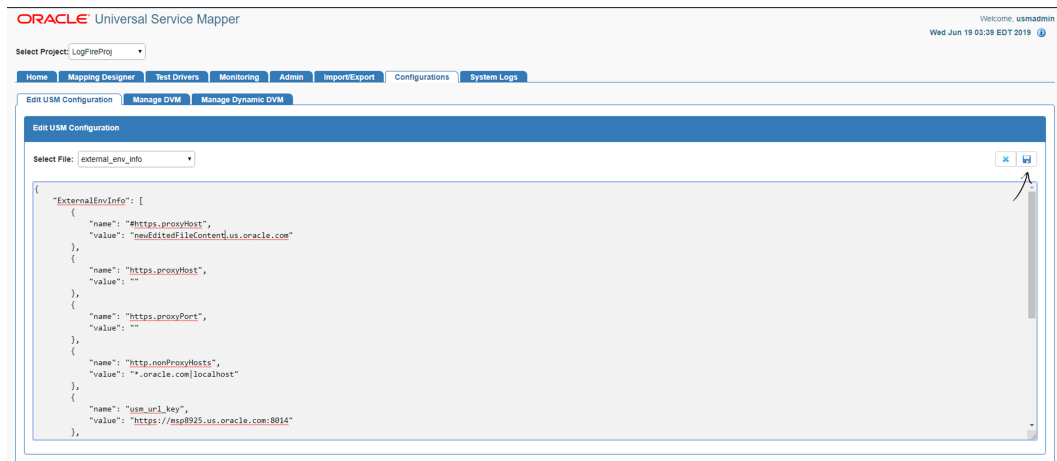 ORACLE® Universal Service Mapper
Welcome, usmadmin
Wed Jun 19 03:39 EDT 2019
Select Project: LogFireProj
Home Mapping Designer Test Drivers Monitoring Admin Import/Export Configurations System Logs
Edit USM Configuration Manage DVM Manage Dynamic DVM
Edit USM Configuration
Select File: external_env_info
{
"ExternalEnvInfo": [
{
"name": "#https.proxyHost",
"value": "newEditedFileContent.us.oracle.com"
},
{
"name": "https.proxyHost",
"value": ""
},
{
"name": "https.proxyPort",
"value": ""
},
{
"name": "http.nonProxyHosts",
"value": "*.oracle.com|localhost"
},
{
"name": "usm_url_key",
"value": "https://msp8925.us.oracle.com:8014"
},